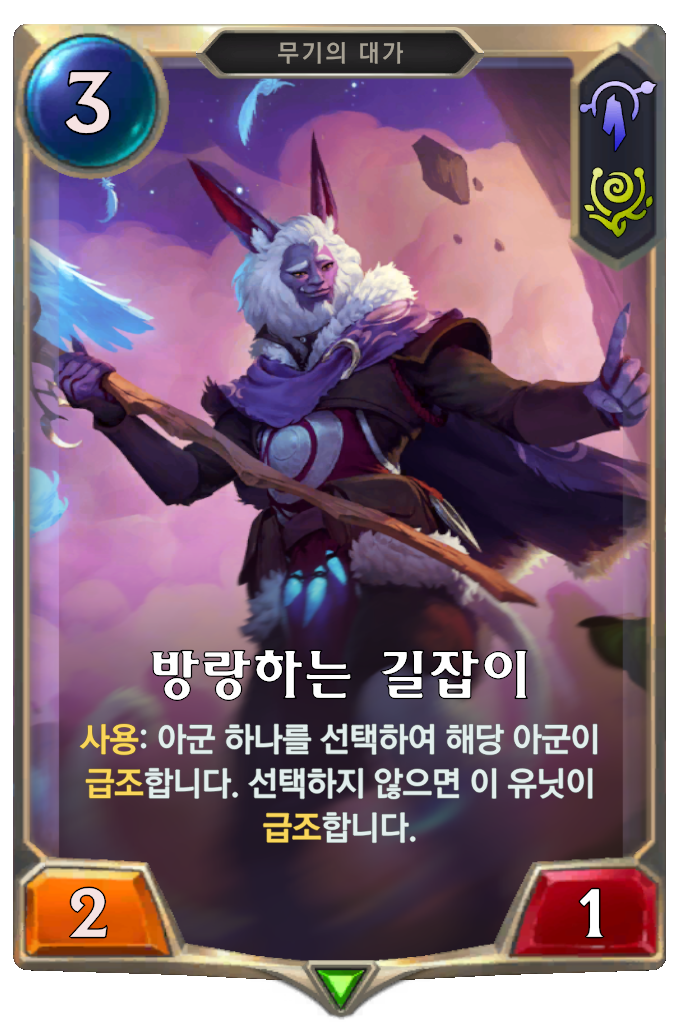 무기의 대가
3
방랑하는 길잡이
사용: 아군 하나를 선택하여 해당 아군이
급조합니다. 선택하지 않으면 이 유닛이
급조합니다.
2
1